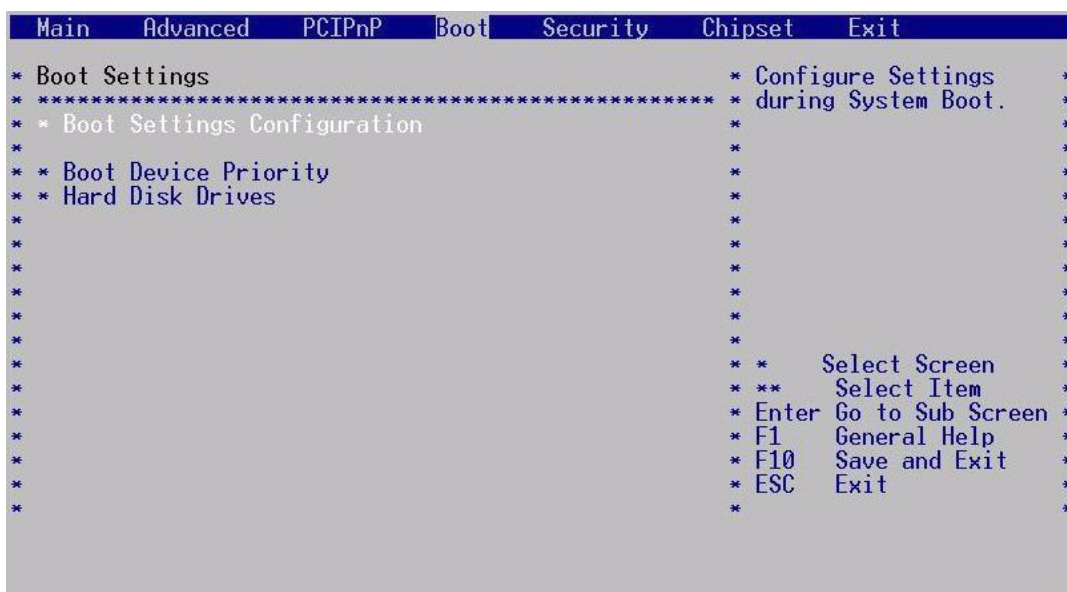 Main Advanced PCIPnP Boot Security Chipset Exit
* Boot Settings * Configure Settings *
* *************************************************** * during System Boot. *
* * Boot Settings Configuration * *
* * *
* * Boot Device Priority * *
* * Hard Disk Drives * *
* * *
* * *
* * *
* * *
* * *
* * *
* * * Select Screen *
* * ** Select Item *
* * Enter Go to Sub Screen *
* * F1 General Help *
* * F10 Save and Exit *
* * ESC Exit *
* * *